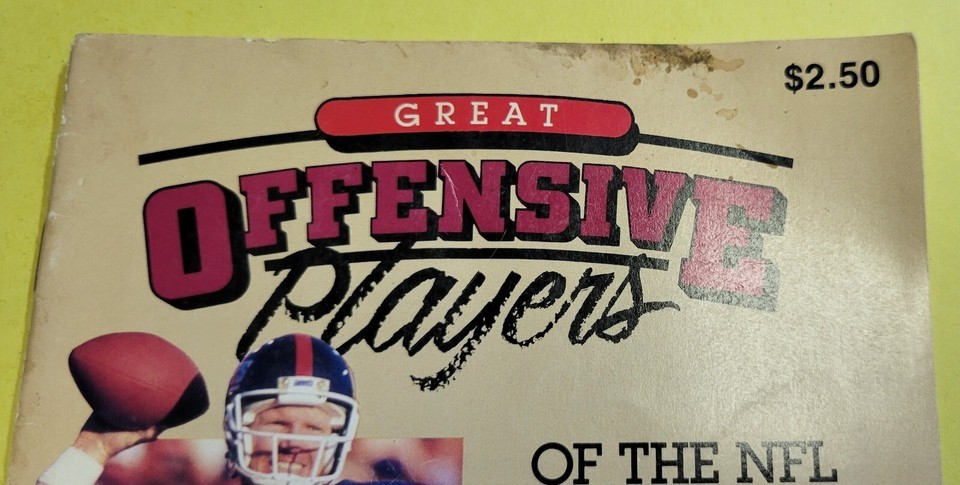 $2.50
GREAT
OFFENSIVE
Players
OF THE NFL